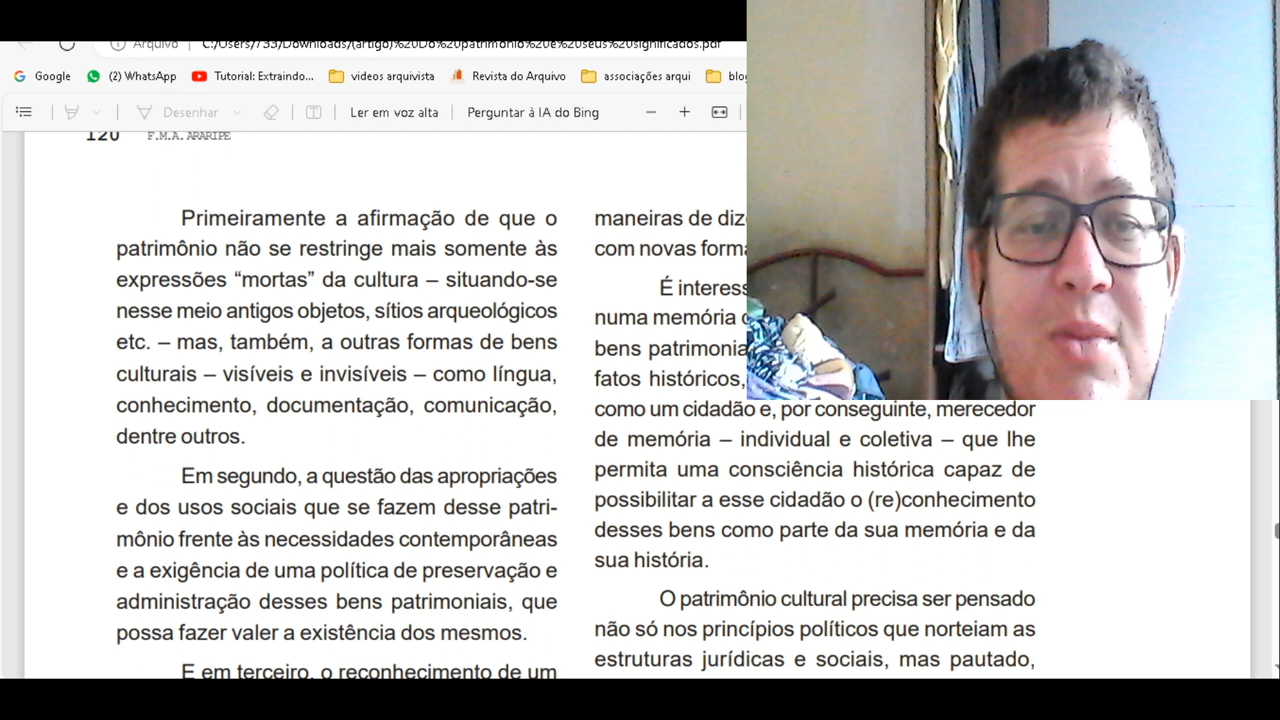 Arquivo C:/Users/733/Downloads/(artigo)%20Do%20patrimonio%20e%20seus%20significados.pdf
Google (2) WhatsApp Tutorial: Extraindo... videos arquivista Revista do Arquivo associações arqui blog
Desenhar Ler em voz alta Perguntar à IA do Bing
120 F.M.A. ARARIPE
Primeiramente a afirmação de que o
patrimônio não se restringe mais somente às
expressões “mortas” da cultura – situando-se
nesse meio antigos objetos, sítios arqueológicos
etc. – mas, também, a outras formas de bens
culturais – visíveis e invisíveis – como língua,
conhecimento, documentação, comunicação,
dentre outros.
Em segundo, a questão das apropriações
e dos usos sociais que se fazem desse patri-
mônio frente às necessidades contemporâneas
e a exigência de uma política de preservação e
administração desses bens patrimoniais, que
possa fazer valer a existência dos mesmos.
E em terceiro, o reconhecimento de um
maneiras de diz
com novas forma
É interess
numa memória
bens patrimonia
fatos históricos,
como um cidadão e, por conseguinte, merecedor
de memória – individual e coletiva – que lhe
permita uma consciência histórica capaz de
possibilitar a esse cidadão o (re)conhecimento
desses bens como parte da sua memória e da
sua história.
O patrimônio cultural precisa ser pensado
não só nos princípios políticos que norteiam as
estruturas jurídicas e sociais, mas pautado,